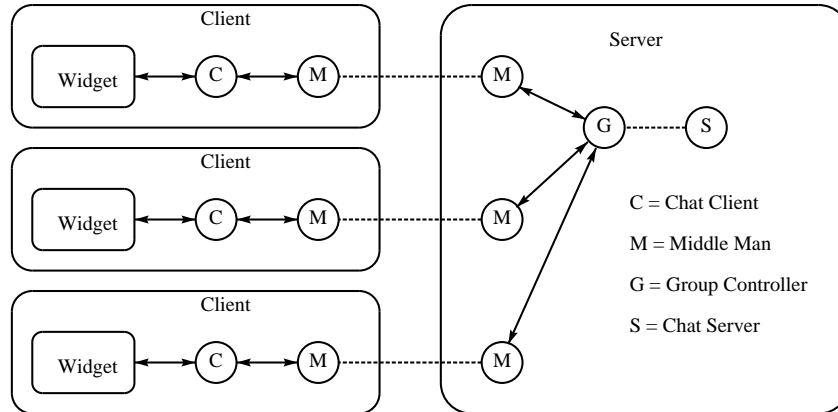 Client
Widget
C
M
Client
Widget
C
M
Client
Widget
C
M
Server
M
G
S
M
M
C = Chat Client
M = Middle Man
G = Group Controller
S = Chat Server